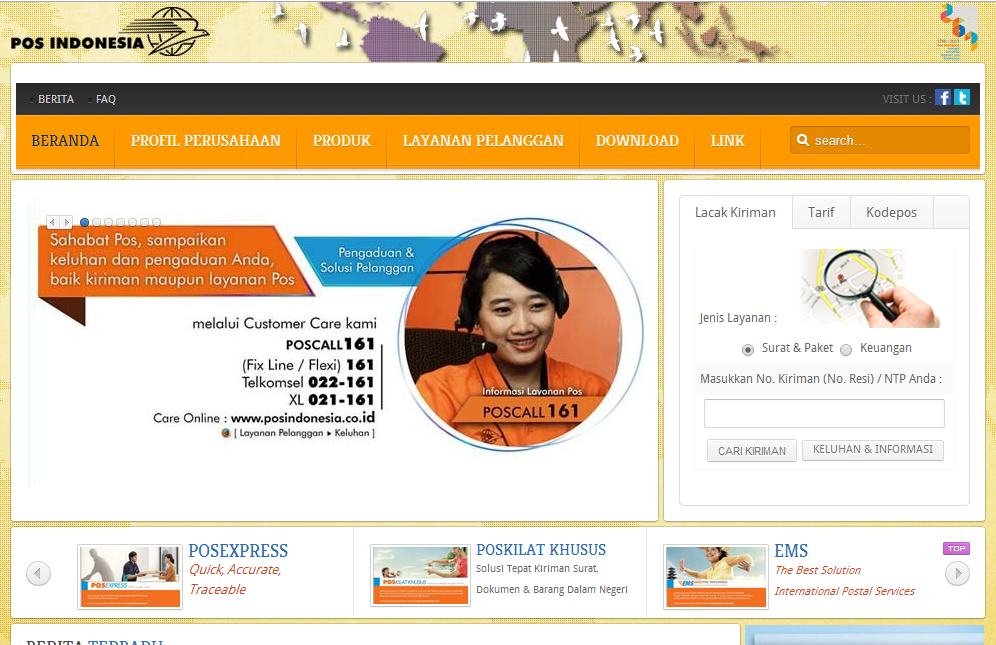 POS INDONESIA
BERITA
FAQ
VISIT US :
BERANDA
PROFIL PERUSAHAAN
PRODUK
LAYANAN PELANGGAN
DOWNLOAD
LINK
search...
Sahabat Pos, sampaikan
keluhan dan pengaduan Anda,
baik kiriman maupun layanan Pos
Pengaduan &
Solusi Pelanggan
melalui Customer Care kami
POSCALL161
(Fix Line / Flexi) 161
Telkomsel 022-161
XL 021-161
Care Online : www.posindonesia.co.id
[ Layanan Pelanggan ▸ Keluhan ]
Informasi Layanan Pos
POSCALL 161
Lacak Kiriman
Tarif
Kodepos
Jenis Layanan :
Surat & Paket
Keuangan
Masukkan No. Kiriman (No. Resi) / NTP Anda :
CARI KIRIMAN
KELUHAN & INFORMASI
POSEXPRESS
POSEXPRESS
Quick, Accurate,
Traceable
POSKILAT KHUSUS
POSKILAT KHUSUS
Solusi Tepat Kiriman Surat,
Dokumen & Barang Dalam Negeri
EMS
EMS
The Best Solution
International Postal Services
TOP
BERITA TERBARU